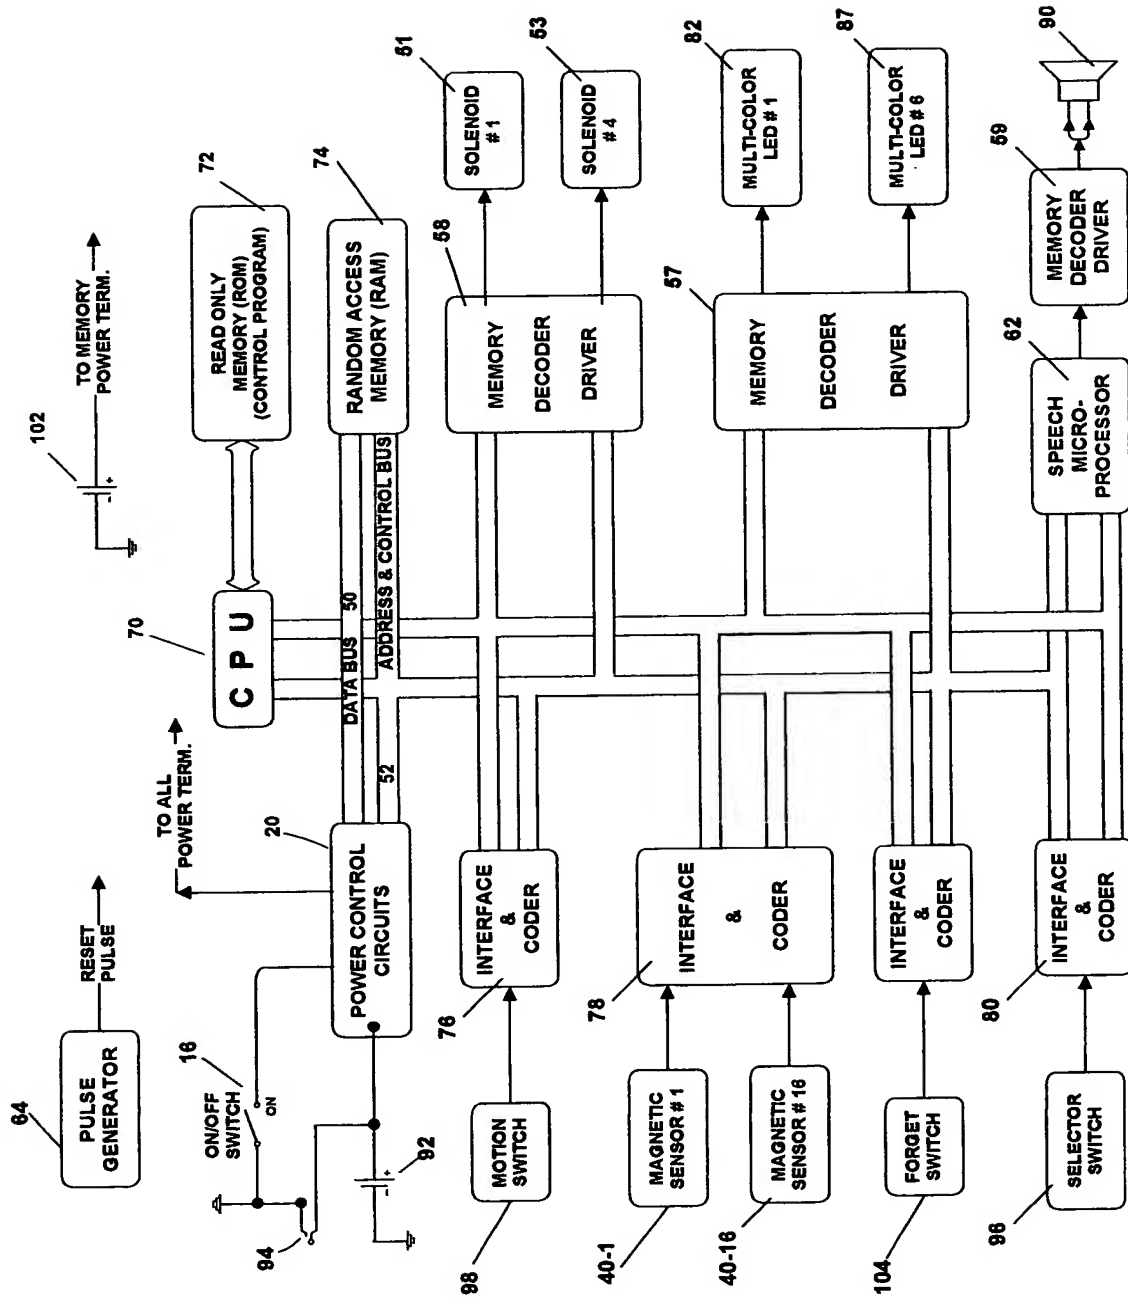 64
PULSE
GENERATOR
RESET
PULSE
TO ALL
POWER TERM.
102
TO MEMORY
POWER TERM.
ON/OFF
SWITCH
16
ON
94
92
20
POWER CONTROL
CIRCUITS
70
C P U
72
READ ONLY
MEMORY (ROM)
(CONTROL PROGRAM)
DATA BUS 50
52
ADDRESS & CONTROL BUS
74
RANDOM ACCESS
MEMORY (RAM)
98
MOTION
SWITCH
76
INTERFACE
&
CODER
58
MEMORY
DECODER
DRIVER
51
SOLENOID
# 1
53
SOLENOID
# 4
40-1
MAGNETIC
SENSOR # 1
40-16
MAGNETIC
SENSOR # 16
78
INTERFACE
&
CODER
57
MEMORY
DECODER
DRIVER
82
MULTI-COLOR
LED # 1
87
MULTI-COLOR
LED # 6
104
FORGET
SWITCH
INTERFACE
&
CODER
96
SELECTOR
SWITCH
80
INTERFACE
&
CODER
62
SPEECH
MICRO-
PROCESSOR
59
MEMORY
DECODER
DRIVER
90